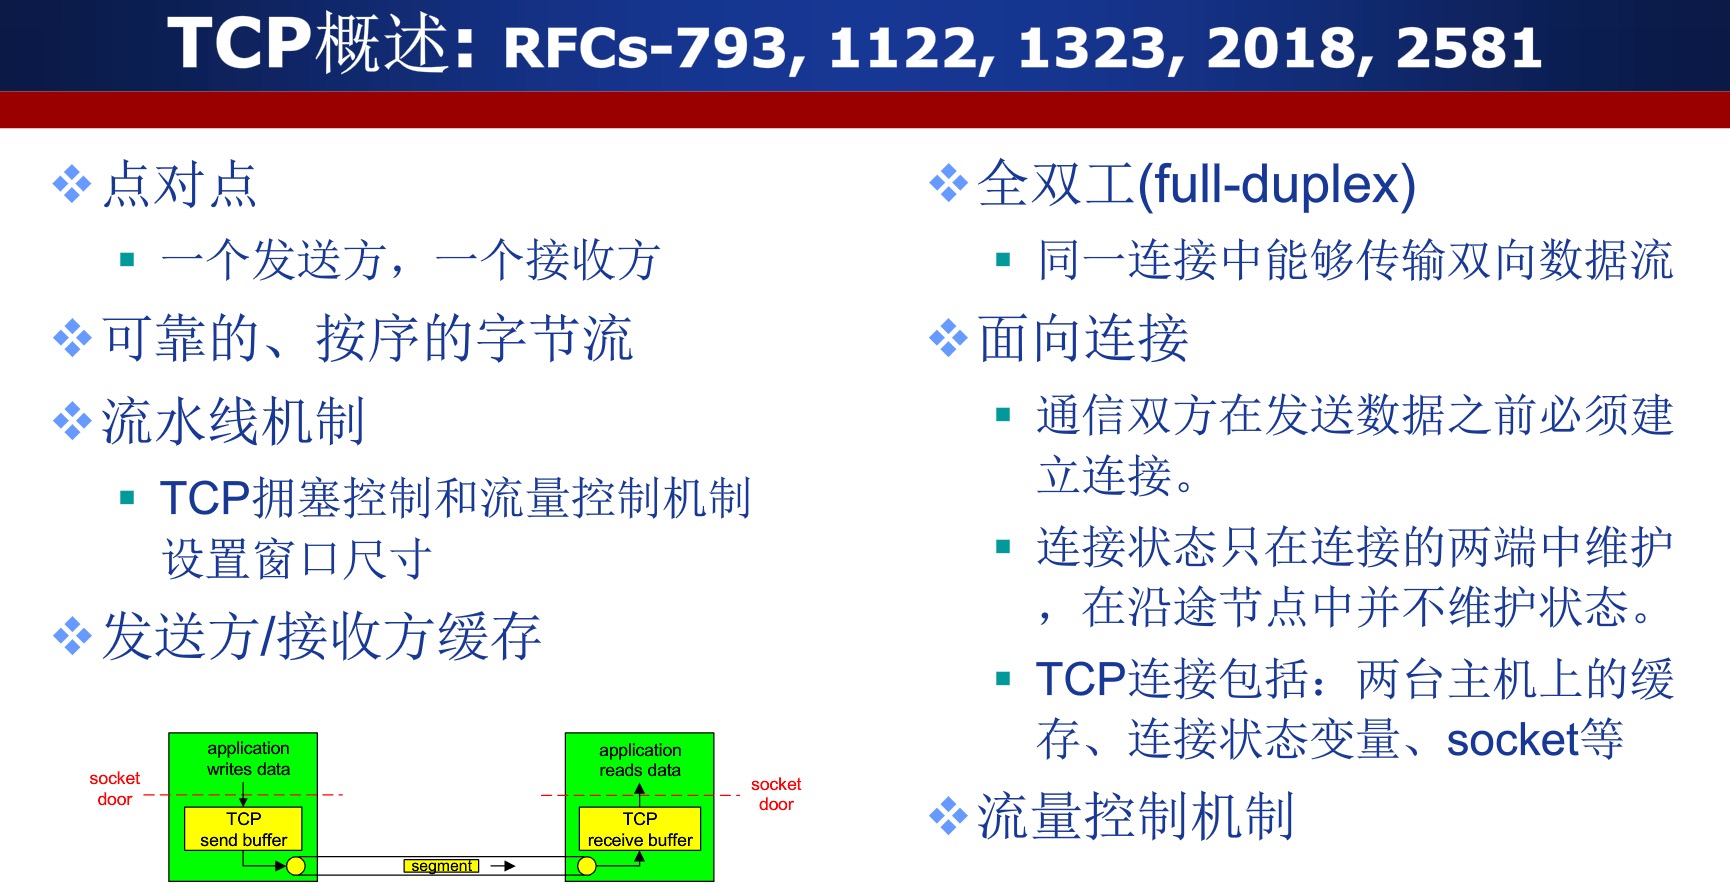 TCP概述: RFCs-793, 1122, 1323, 2018, 2581
点对点
一个发送方，一个接收方
可靠的、按序的字节流
流水线机制
TCP拥塞控制和流量控制机制
设置窗口尺寸
发送方/接收方缓存
application
writes data
socket
door
TCP
send buffer
segment
application
reads data
socket
door
TCP
receive buffer
全双工(full-duplex)
同一连接中能够传输双向数据流
面向连接
通信双方在发送数据之前必须建
立连接。
连接状态只在连接的两端中维护
，在沿途节点中并不维护状态。
TCP连接包括：两台主机上的缓
存、连接状态变量、socket等
流量控制机制